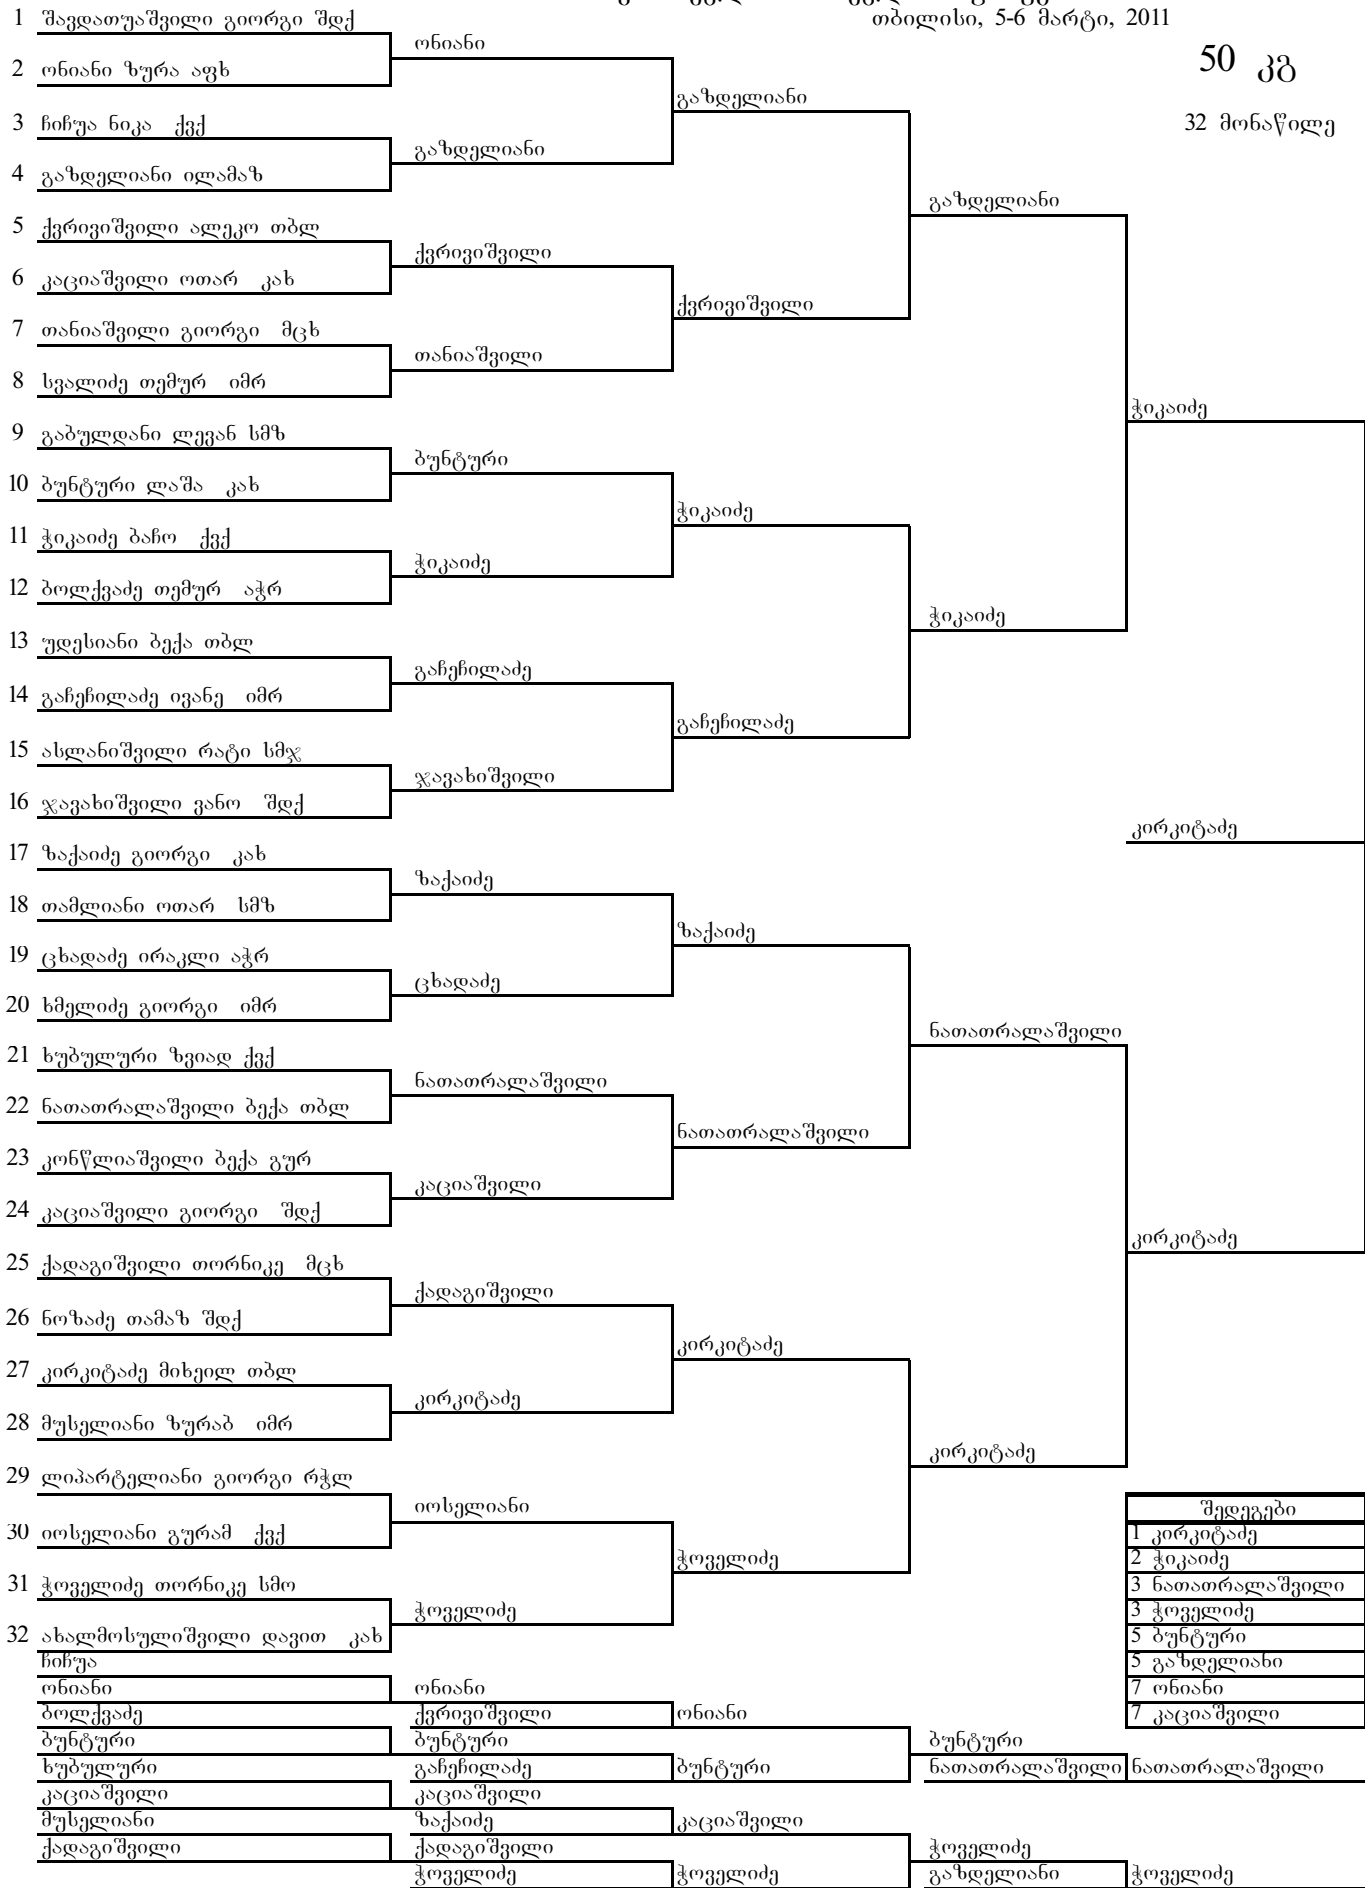 თბილისი, 5-6 მარტი, 2011
50 კგ
32 მონაწილე
1 შავდათუაშვილი გიორგი შდქ
2 ონიანი ზურა აფხ
3 ჩიჩუა ნიკა ქვქ
4 გაზდელიანი ილამაზ
5 ქვრივიშვილი ალეკო თბლ
6 კაციაშვილი ოთარ კახ
7 თანიაშვილი გიორგი მცხ
8 სვალიძე თემურ იმრ
9 გაბულდანი ლევან სმზ
10 ბუნტური ლაშა კახ
11 ჭიკაიძე ბაჩო ქვქ
12 ბოლქვაძე თემურ აჭრ
13 უდესიანი ბექა თბლ
14 გაჩეჩილაძე ივანე იმრ
15 ასლანიშვილი რატი სმჯ
16 ჯავახიშვილი ვანო შდქ
17 ზაქაიძე გიორგი კახ
18 თამლიანი ოთარ სმზ
19 ცხადაძე ირაკლი აჭრ
20 ხმელიძე გიორგი იმრ
21 ხუბულური ზვიად ქვქ
22 ნათათრალაშვილი ბექა თბლ
23 კონწლიაშვილი ბექა გურ
24 კაციაშვილი გიორგი შდქ
25 ქადაგიშვილი თორნიკე მცხ
26 ნოზაძე თამაზ შდქ
27 კირკიტაძე მიხეილ თბლ
28 მუსელიანი ზურაბ იმრ
29 ლიპარტელიანი გიორგი რჭლ
30 იოსელიანი გურამ ქვქ
31 ჭოველიძე თორნიკე სმო
32 ახალმოსულიშვილი დავით კახ
ონიანი
გაზდელიანი
ქვრივიშვილი
თანიაშვილი
ბუნტური
ჭიკაიძე
გაჩეჩილაძე
ჯავახიშვილი
ზაქაიძე
ცხადაძე
ნათათრალაშვილი
კაციაშვილი
ქადაგიშვილი
კირკიტაძე
იოსელიანი
ჭოველიძე
გაზდელიანი
ქვრივიშვილი
ჭიკაიძე
გაჩეჩილაძე
ზაქაიძე
ნათათრალაშვილი
კირკიტაძე
ჭოველიძე
გაზდელიანი
ჭიკაიძე
ნათათრალაშვილი
კირკიტაძე
ჭიკაიძე
კირკიტაძე
კირკიტაძე
შედეგები
1 კირკიტაძე
2 ჭიკაიძე
3 ნათათრალაშვილი
3 ჭოველიძე
5 ბუნტური
5 გაზდელიანი
7 ონიანი
7 კაციაშვილი
ჩიჩუა
ონიანი
ბოლქვაძე
ბუნტური
ხუბულური
კაციაშვილი
მუსელიანი
ქადაგიშვილი
ონიანი
ქვრივიშვილი
ბუნტური
გაჩეჩილაძე
კაციაშვილი
ზაქაიძე
ქადაგიშვილი
ჭოველიძე
ონიანი
ბუნტური
კაციაშვილი
ჭოველიძე
ბუნტური
ნათათრალაშვილი
ჭოველიძე
გაზდელიანი
ნათათრალაშვილი
ჭოველიძე